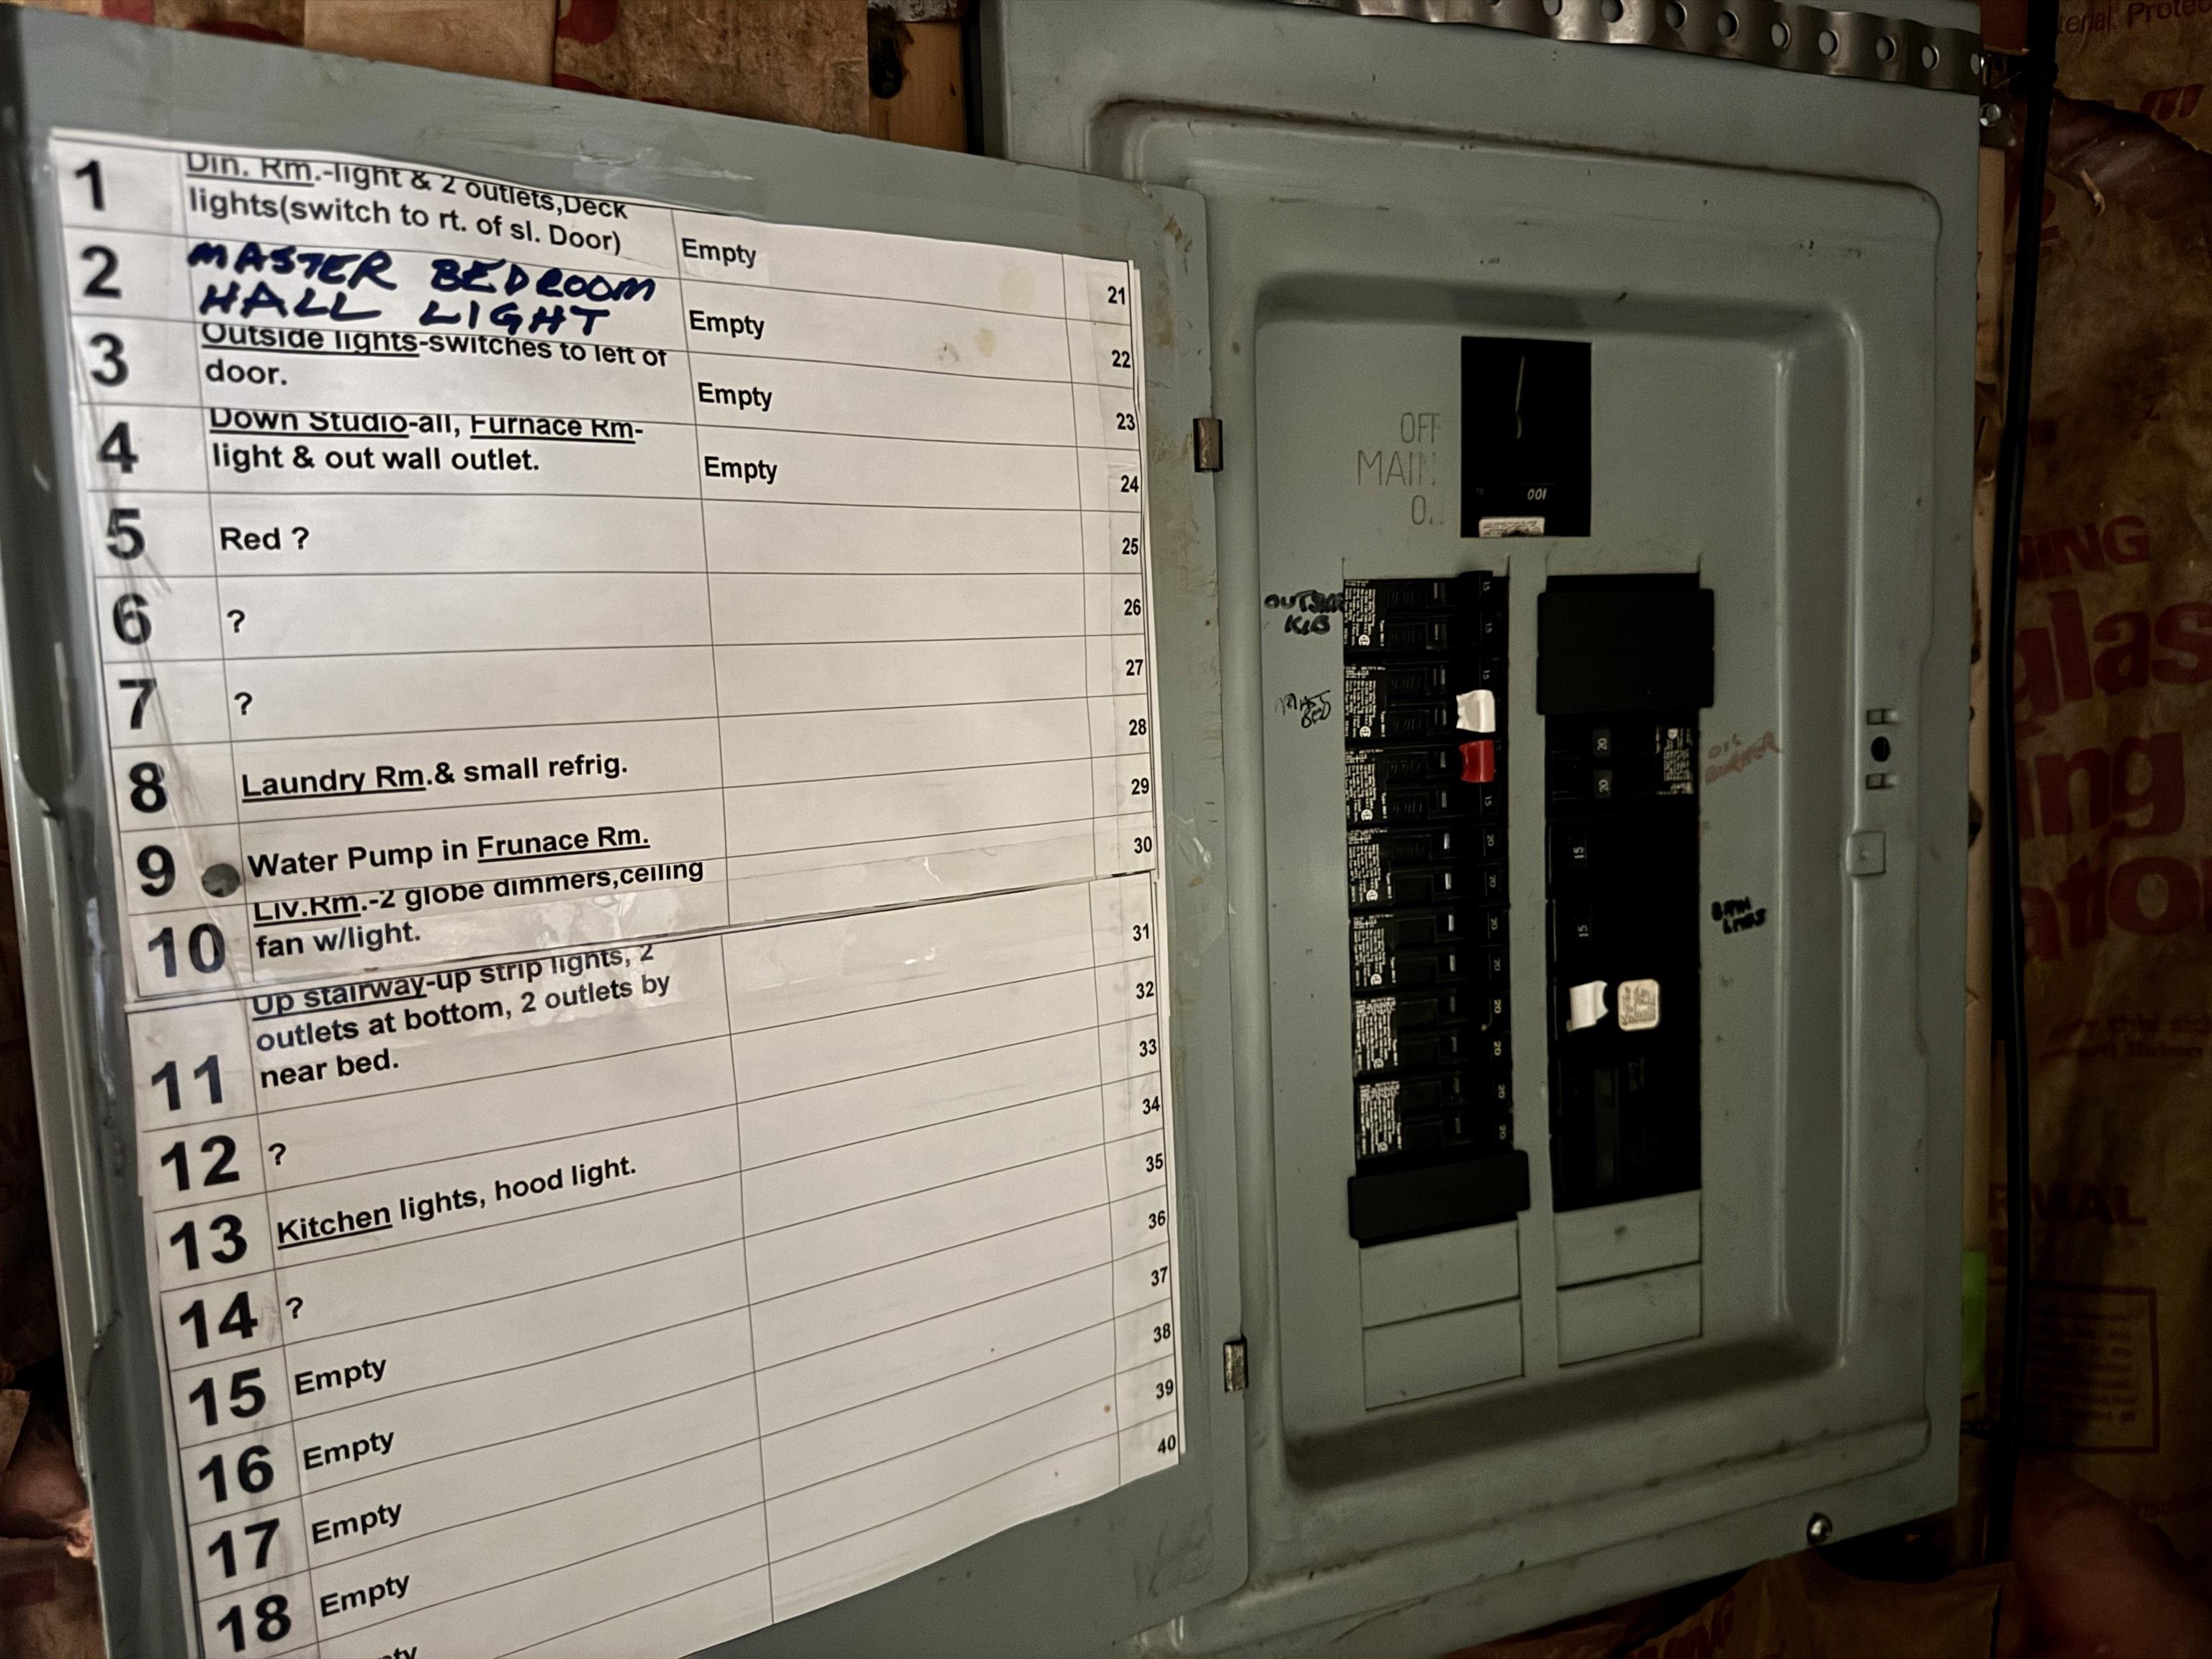 1
Din. Rm.-light & 2 outlets,Deck
lights(switch to rt. of sl. Door)
Empty
21
2
MASTER BEDROOM
HALL LIGHT
Empty
22
3
Outside lights-switches to left of
door.
Empty
23
4
Down Studio-all, Furnace Rm-
light & out wall outlet.
Empty
24
5
Red ?
25
6
?
26
7
?
27
8
Laundry Rm.& small refrig.
28
9
Water Pump in Frunace Rm.
29
10
Liv.Rm.-2 globe dimmers,ceiling
fan w/light.
30
11
Up stairway-up strip lights, 2
outlets at bottom, 2 outlets by
near bed.
31
12
?
32
13
Kitchen lights, hood light.
33
14
?
34
15
Empty
35
16
Empty
36
17
Empty
37
18
Empty
38
39
40
OFF
MAIN
100
OUTSIDE
MAS
BED
15
15
15
15
20
20
20
20
20
20
20
20
20
20
15
15
OIL
BURNER